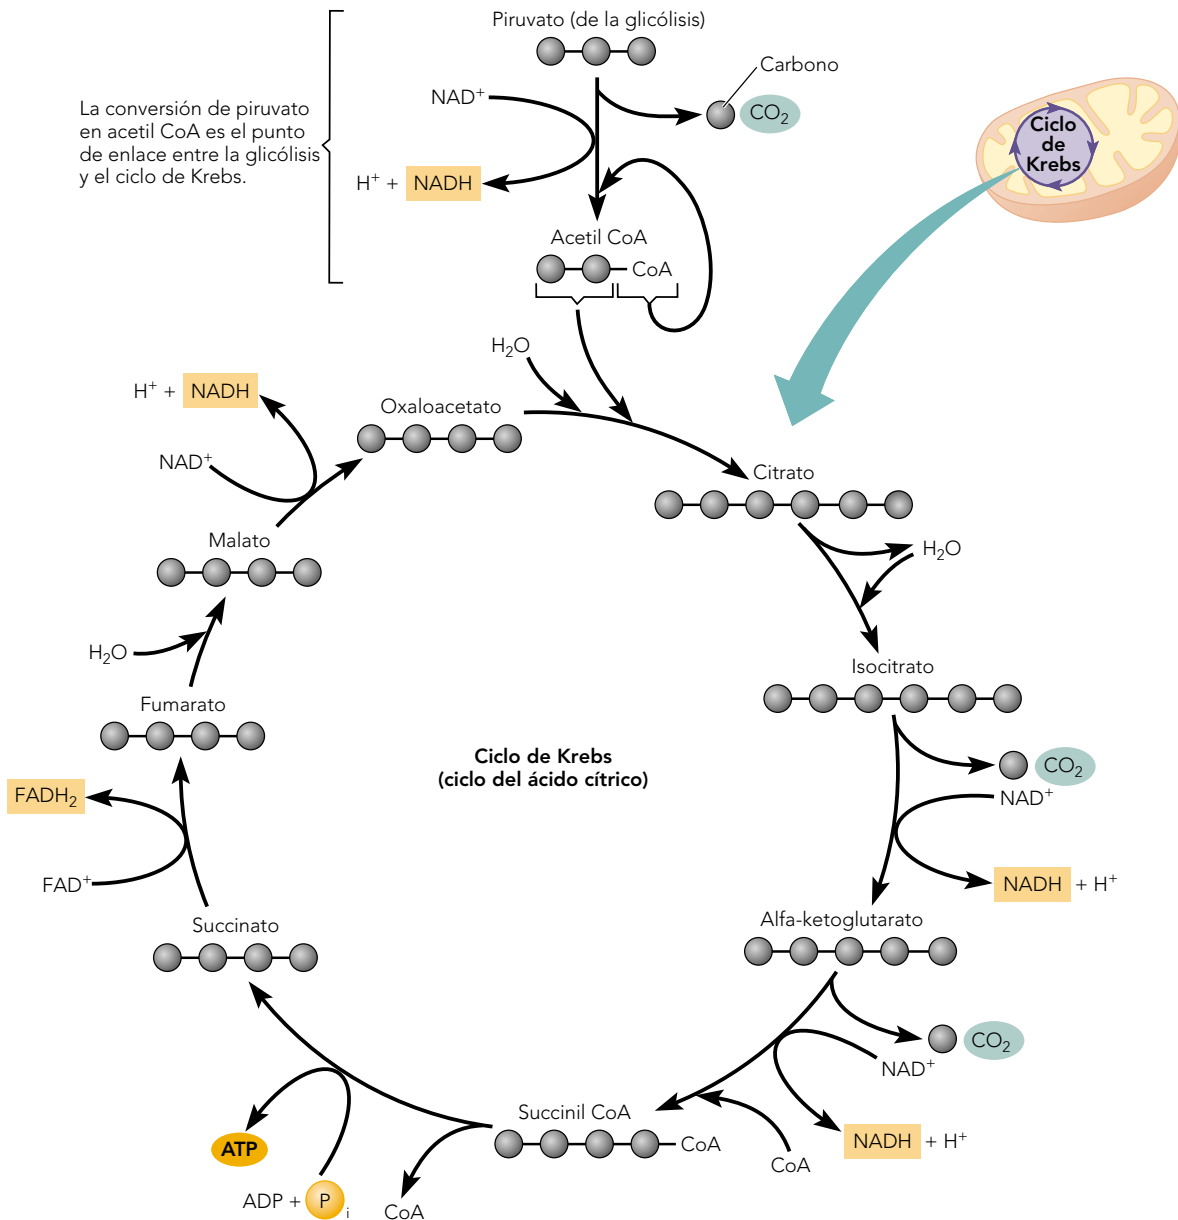 Piruvato (de la glicólisis)
Carbono
NAD⁺
CO₂
La conversión de piruvato
en acetil CoA es el punto
de enlace entre la glicólisis
y el ciclo de Krebs.
H⁺ + NADH
Ciclo
de
Krebs
Acetil CoA
CoA
H₂O
H⁺ + NADH
Oxaloacetato
NAD⁺
Citrato
H₂O
Malato
H₂O
Isocitrato
Fumarato
Ciclo de Krebs
(ciclo del ácido cítrico)
CO₂
NAD⁺
FADH₂
FAD⁺
NADH + H⁺
Succinato
Alfa-ketoglutarato
CO₂
NAD⁺
Succinil CoA
CoA
NADH + H⁺
CoA
ATP
ADP + P i
CoA